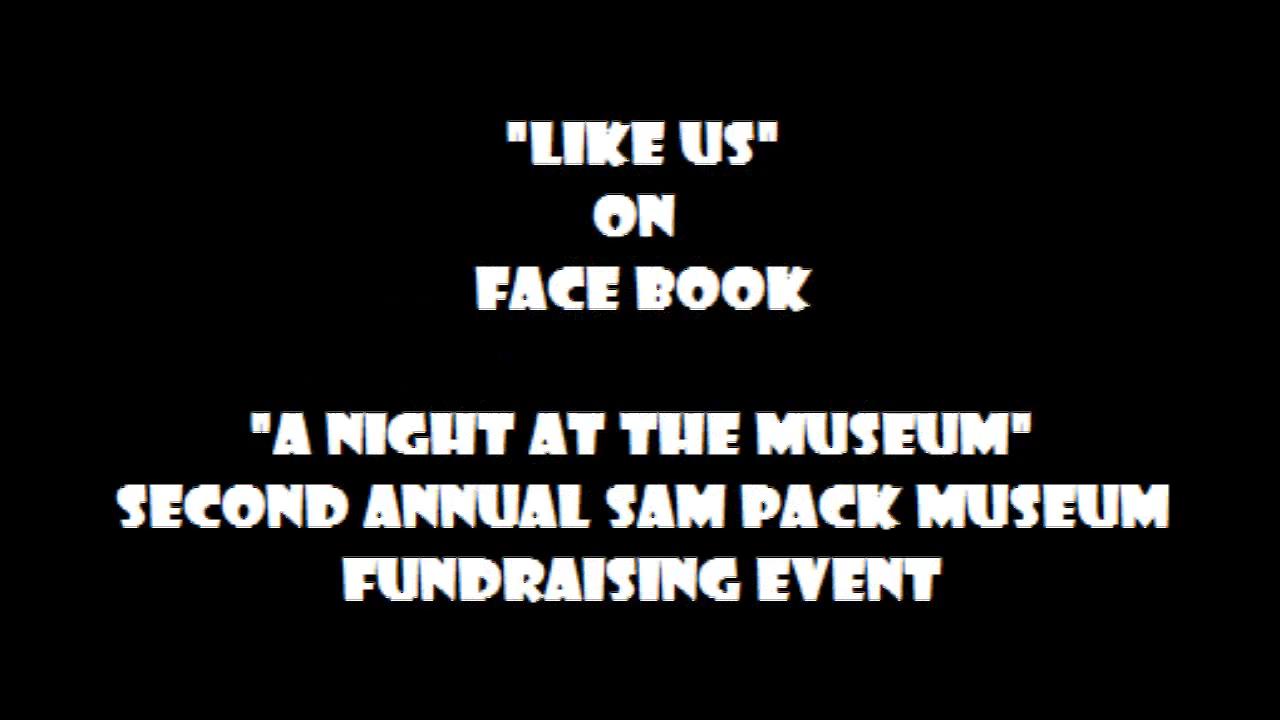 "LIKE US"
ON
FACE BOOK
"A NIGHT AT THE MUSEUM"
SECOND ANNUAL SAM PACK MUSEUM
FUNDRAISING EVENT